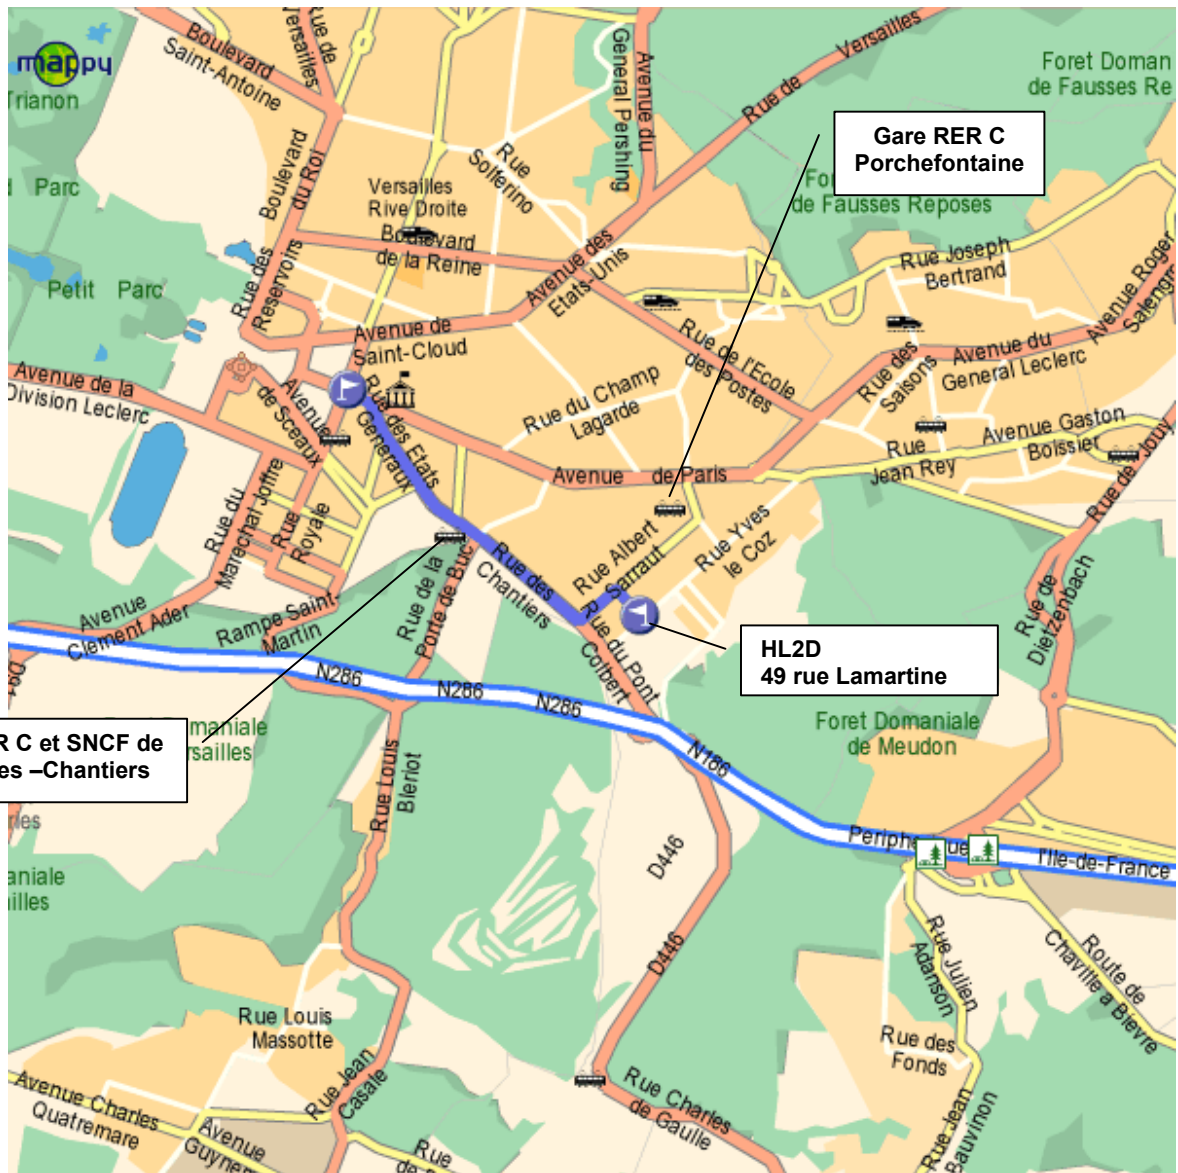 mappy
Boulevard
Saint-Antoine
Rue de
Versailles
Trianon
Parc
Petit Parc
Boulevard
du Roi
Rue des
Reservoirs
Versailles
Rive Droite
Boulevard
de la Reine
Rue
Solferino
Avenue du
General Pershing
Rue de
Versailles
Foret Doman
de Fausses Re
Gare RER C
Porchefontaine
de Fausses Reposes
Rue Joseph
Bertrand
Avenue Roger
Salengro
Avenue des
Etats-Unis
Avenue de
Saint-Cloud
Rue de l'Ecole
des Postes
Rue des
Saisons
Avenue du
General Leclerc
Avenue de la
Division Leclerc
Avenue
de Sceaux
Rue des Etats
Generaux
Rue du Champ
Lagarde
Avenue de Paris
Rue
Jean Rey
Avenue Gaston
Boissier
Rue de Jouy
Rue du
Marechal Joffre
Rue
Royale
Rue Albert
Sarraut
Rue Yves
le Coz
Rue des
Chantiers
Rue de la
Porte de Buc
Rue de
Dietzenbach
Avenue
Clement Ader
Rampe Saint-
Martin
Rue du Pont
Colbert
HL2D
49 rue Lamartine
N286
N286
N286
N186
R C et SNCF de
es –Chantiers
maniale
rsailles
Foret Domaniale
de Meudon
Rue Louis
Bleriot
D446
D446
l'Ile-de-France
aniale
ailles
Rue Julien
Adanson
Route de
Chaville a Bievre
Rue Louis
Massotte
Rue des
Fonds
Rue Jean
Casale
Avenue Charles
Quatremare
Avenue
Guynem
Rue
Rue Charles
de Gaulle
Rue Jean
Bauvinon